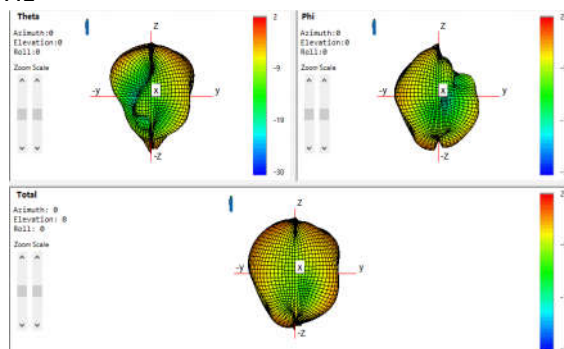 Theta
Azimuth:0
Elevation:0
Roll:0
Zoom Scale
Z
-y
x
y
-Z
2
-9
-19
-30
Phi
Azimuth:0
Elevation:0
Roll:0
Zoom Scale
Z
-y
x
y
-Z
Total
Azimuth: 0
Elevation: 0
Roll: 0
Zoom Scale
Z
-y
x
y
-Z